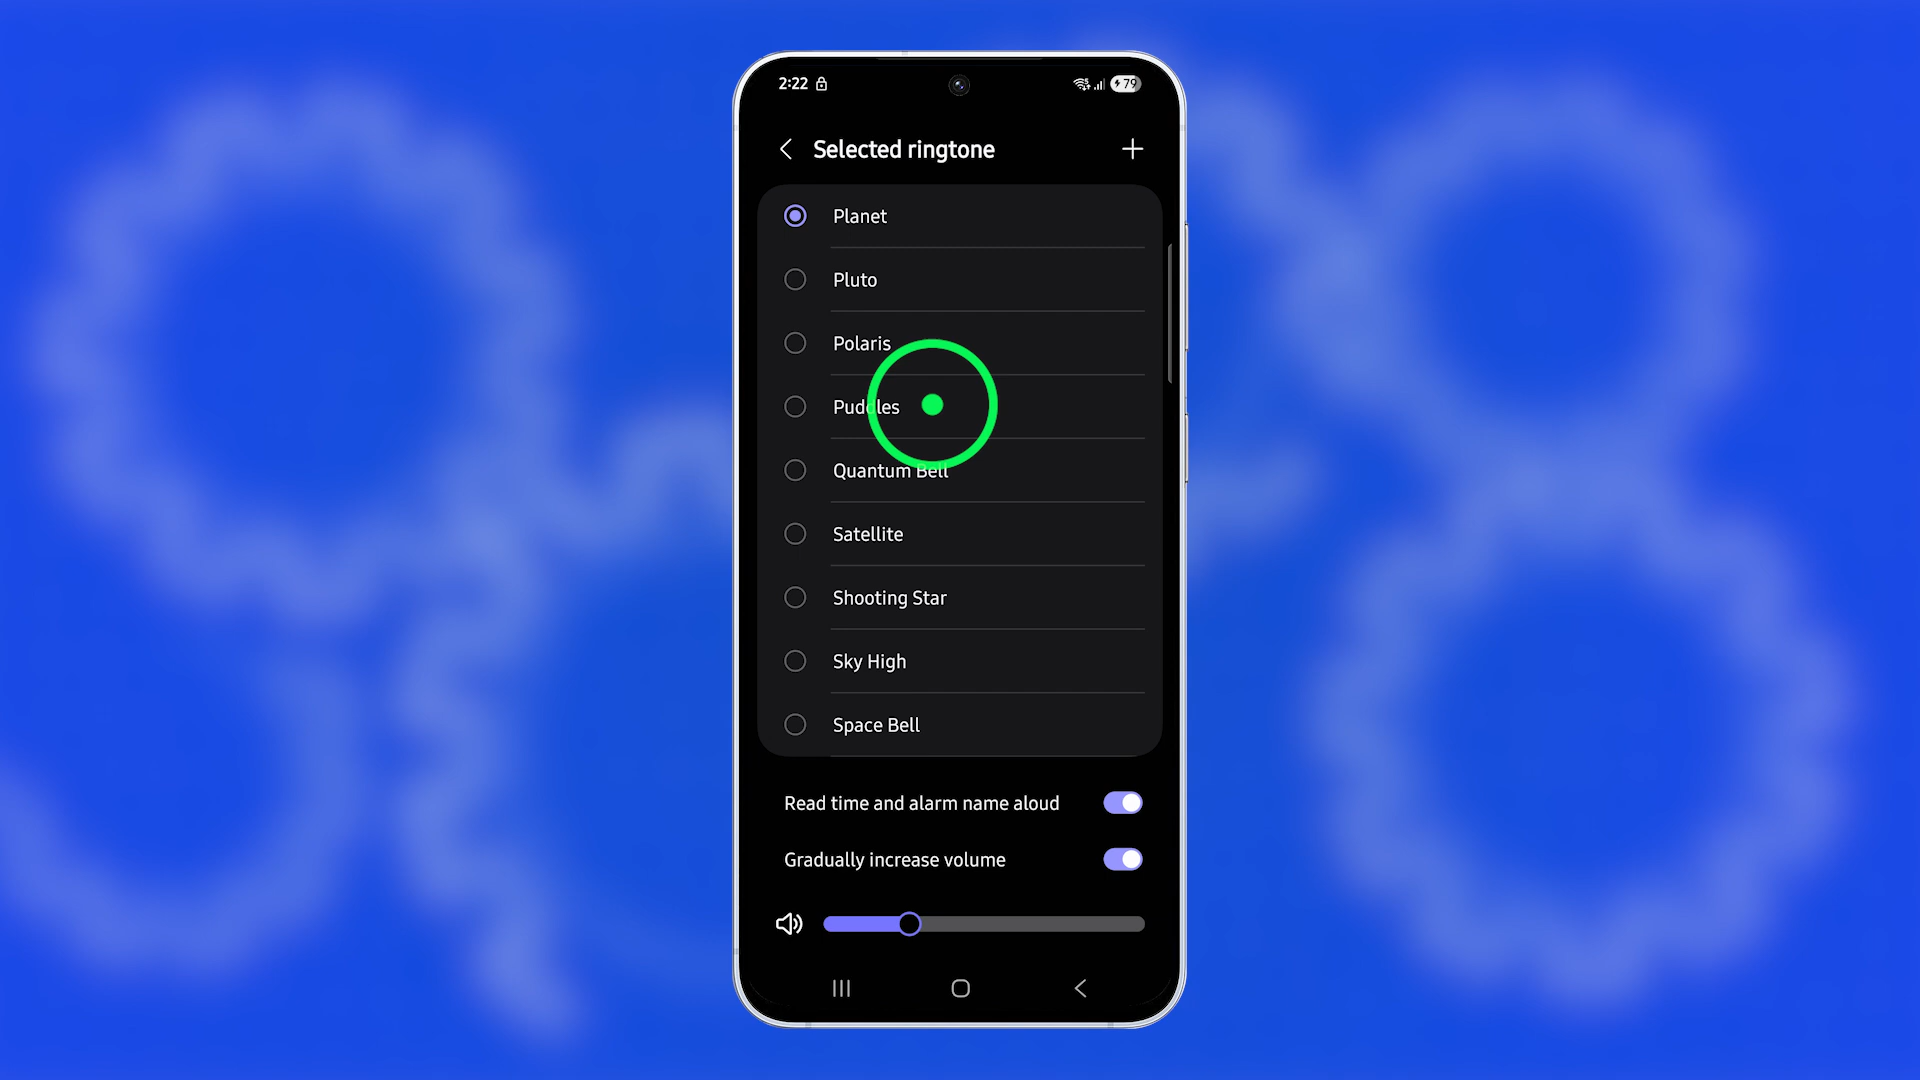 2:22
79
Selected ringtone
Planet
Pluto
Polaris
Puddles
Quantum Bell
Satellite
Shooting Star
Sky High
Space Bell
Read time and alarm name aloud
Gradually increase volume